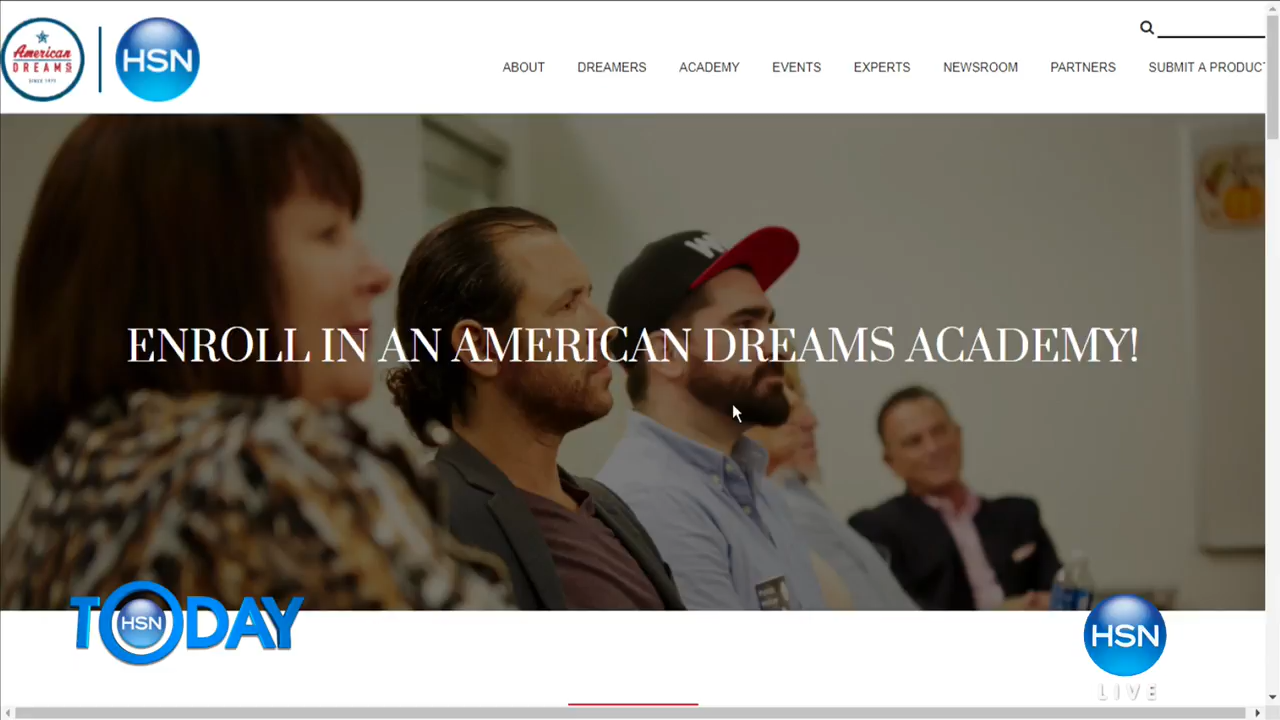 American
DREAMS
SINCE 1977
HSN
ABOUT
DREAMERS
ACADEMY
EVENTS
EXPERTS
NEWSROOM
PARTNERS
SUBMIT A PRODUCT
ENROLL IN AN AMERICAN DREAMS ACADEMY!
TODAY
HSN
HSN
LIVE